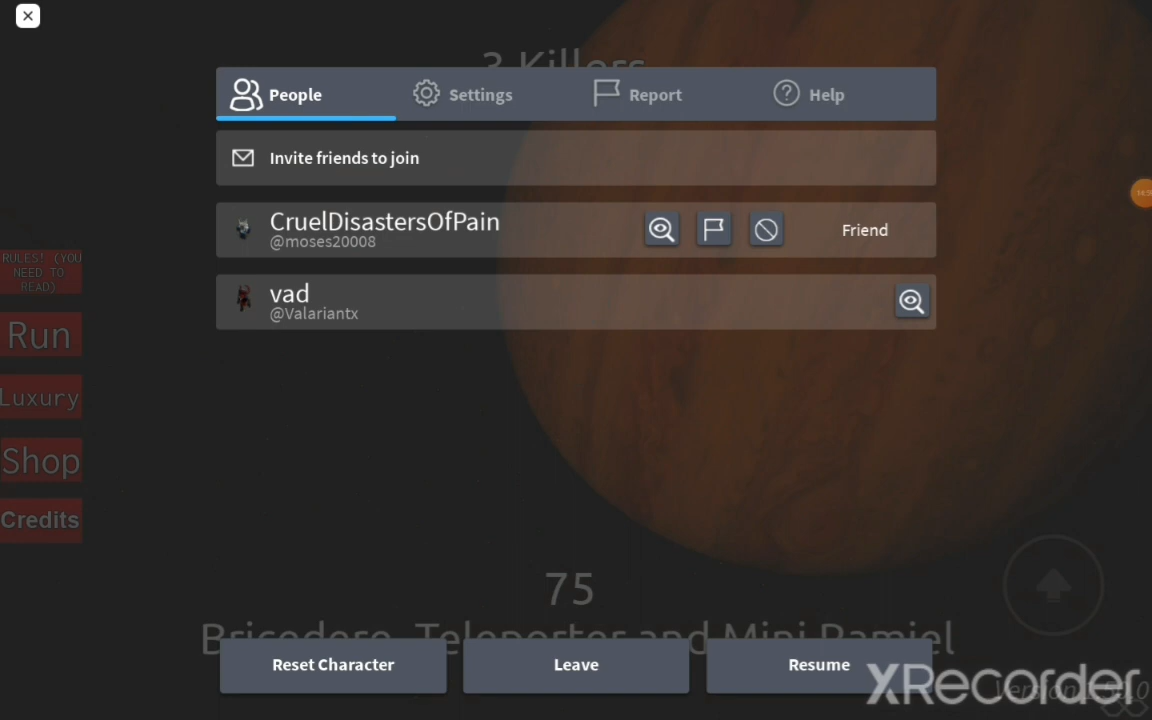 3 Killers
People
Settings
Report
Help
Invite friends to join
CruelDisastersOfPain
@moses20008
Friend
vad
@Valariantx
RULES! (YOU
NEED TO
READ)
Run
Luxury
Shop
Credits
75
Teleporter and Mini Ramiel
Reset Character
Leave
Resume
XRecorder
Version